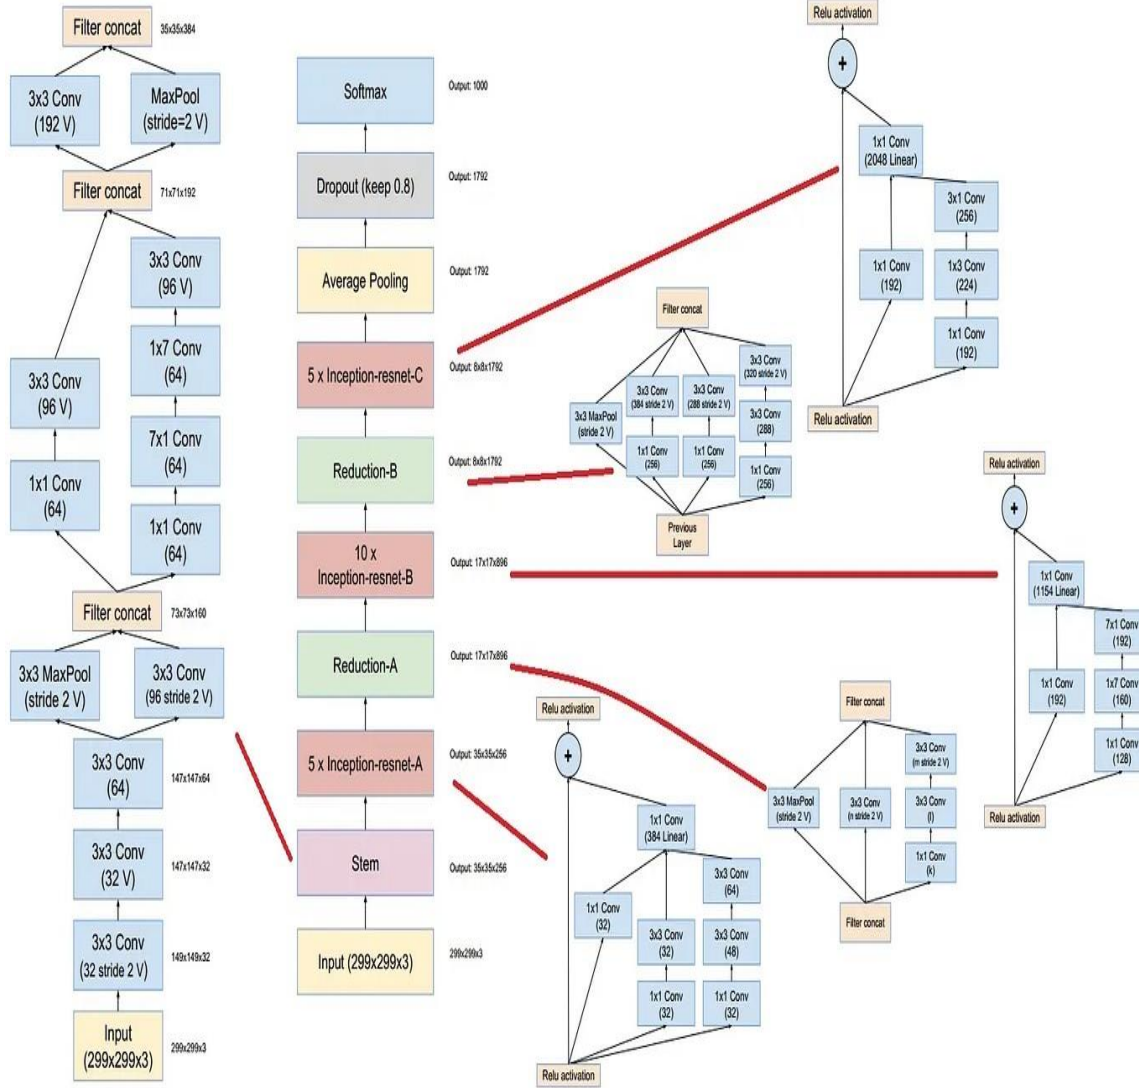 Filter concat
35x35x384
3x3 Conv
(192 V)
MaxPool
(stride=2 V)
Filter concat
71x71x192
3x3 Conv
(96 V)
1x7 Conv
(64)
3x3 Conv
(96 V)
7x1 Conv
(64)
1x1 Conv
(64)
1x1 Conv
(64)
Filter concat
73x73x160
3x3 MaxPool
(stride 2 V)
3x3 Conv
(96 stride 2 V)
3x3 Conv
(64)
147x147x64
3x3 Conv
(32 V)
147x147x32
3x3 Conv
(32 stride 2 V)
149x149x32
Input
(299x299x3)
299x299x3
Softmax
Output: 1000
Dropout (keep 0.8)
Output: 1792
Average Pooling
Output: 1792
5 x Inception-resnet-C
Output: 8x8x1792
Reduction-B
Output: 8x8x1792
10 x
Inception-resnet-B
Output: 17x17x896
Reduction-A
Output: 17x17x896
5 x Inception-resnet-A
Output: 35x35x256
Stem
Output: 35x35x256
Input (299x299x3)
299x299x3
Relu activation
+
1x1 Conv
(2048 Linear)
3x1 Conv
(256)
1x1 Conv
(192)
1x3 Conv
(224)
1x1 Conv
(192)
Relu activation
Filter concat
3x3 MaxPool
(stride 2 V)
3x3 Conv
(384 stride 2 V)
3x3 Conv
(288 stride 2 V)
3x3 Conv
(320 stride 2 V)
3x3 Conv
(288)
1x1 Conv
(256)
1x1 Conv
(256)
1x1 Conv
(256)
Previous
Layer
Relu activation
+
1x1 Conv
(1154 Linear)
7x1 Conv
(192)
1x1 Conv
(192)
1x7 Conv
(160)
1x1 Conv
(128)
Relu activation
Relu activation
+
1x1 Conv
(384 Linear)
3x3 Conv
(64)
1x1 Conv
(32)
3x3 Conv
(32)
3x3 Conv
(48)
1x1 Conv
(32)
1x1 Conv
(32)
Relu activation
Filter concat
3x3 Conv
(m stride 2 V)
3x3 MaxPool
(stride 2 V)
3x3 Conv
(n stride 2 V)
3x3 Conv
(l)
1x1 Conv
(k)
Filter concat